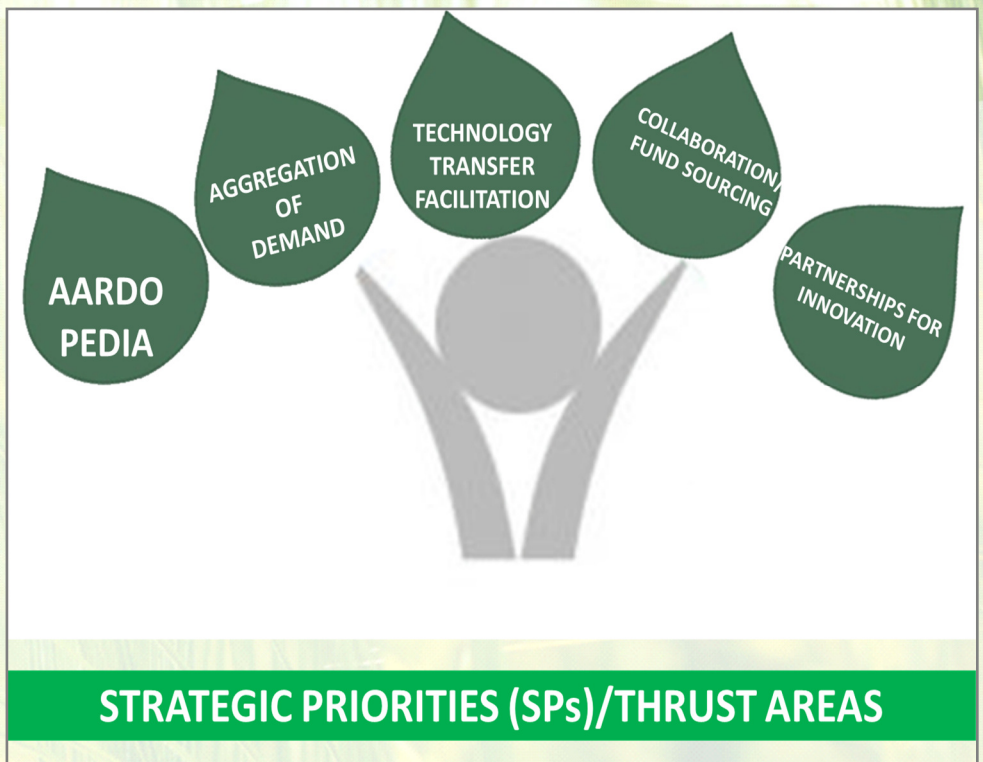 AARDO
PEDIA
AGGREGATION
OF
DEMAND
TECHNOLOGY
TRANSFER
FACILITATION
COLLABORATION/
FUND SOURCING
PARTNERSHIPS FOR
INNOVATION
STRATEGIC PRIORITIES (SPs)/THRUST AREAS